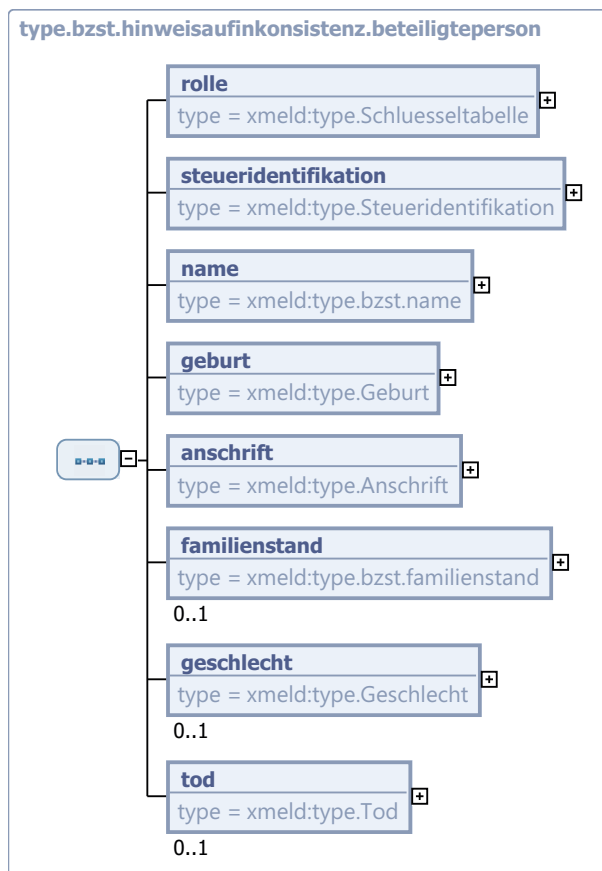 type.bzst.hinweisaufinkonsistenz.beteiligteperson
rolle
type = xmeld:type.Schluesseltabelle
steueridentifikation
type = xmeld:type.Steueridentifikation
name
type = xmeld:type.bzst.name
geburt
type = xmeld:type.Geburt
anschrift
type = xmeld:type.Anschrift
familienstand
type = xmeld:type.bzst.familienstand
0..1
geschlecht
type = xmeld:type.Geschlecht
0..1
tod
type = xmeld:type.Tod
0..1